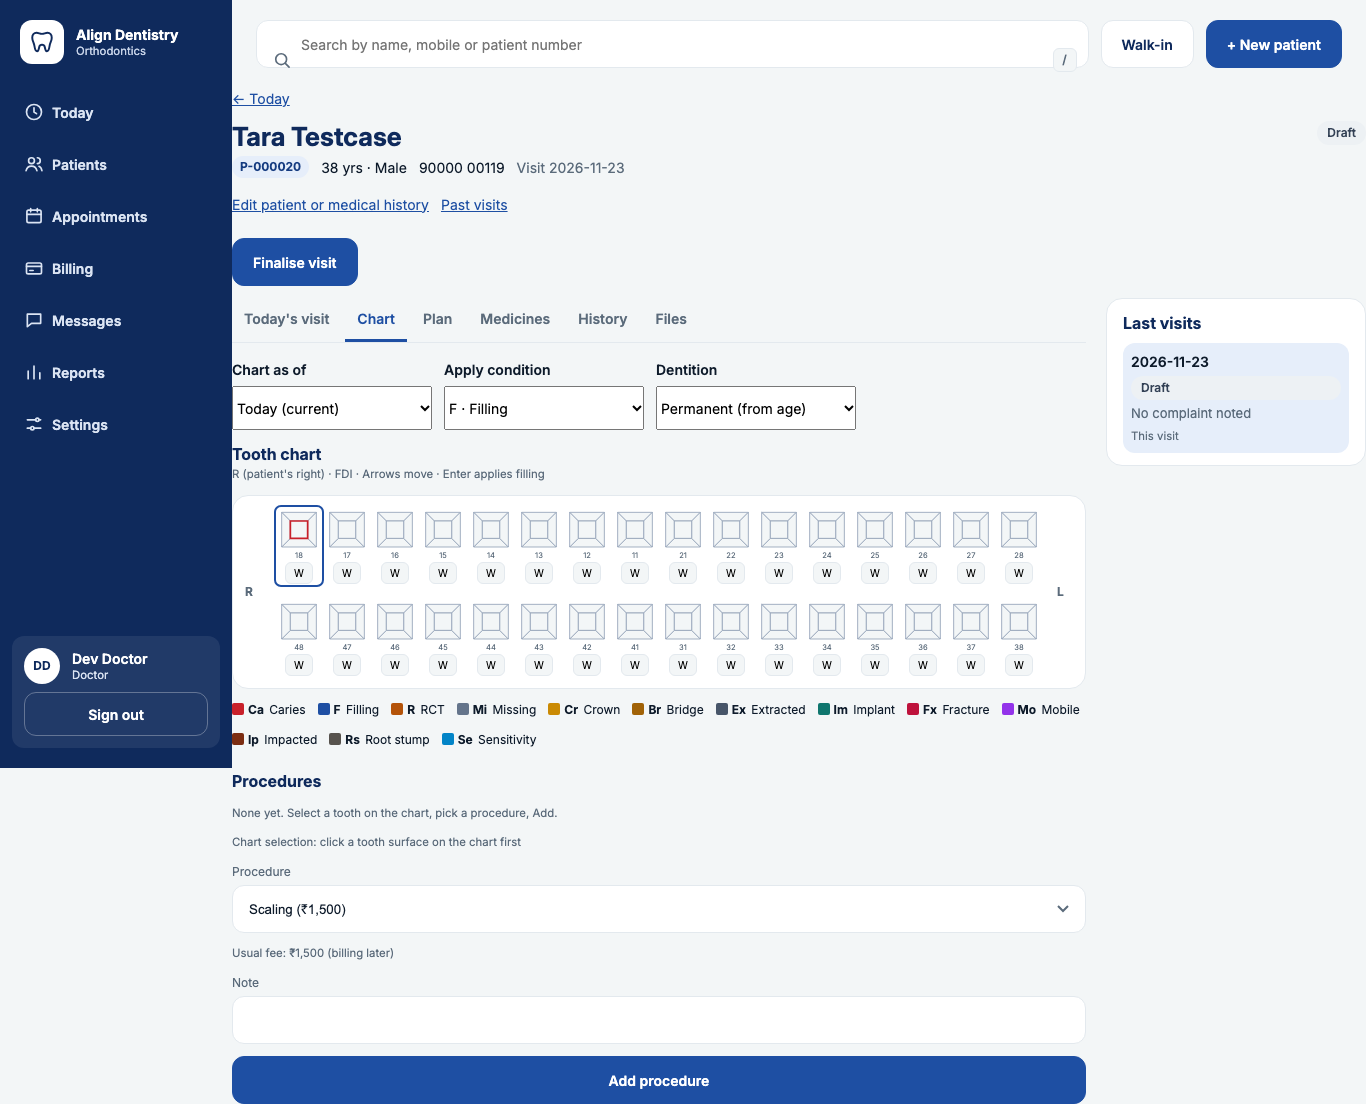 Align Dentistry
Orthodontics
Today
Patients
Appointments
Billing
Messages
Reports
Settings
DD
Dev Doctor
Doctor
Sign out
Search by name, mobile or patient number
/
Walk-in
+ New patient
← Today
Tara Testcase
Draft
P-000020 38 yrs · Male 90000 00119 Visit 2026-11-23
Edit patient or medical history Past visits
Finalise visit
Today's visit Chart Plan Medicines History Files
Chart as of Apply condition Dentition
Today (current) F · Filling Permanent (from age)
Tooth chart
R (patient's right) · FDI · Arrows move · Enter applies filling
18 17 16 15 14 13 12 11 21 22 23 24 25 26 27 28
W W W W W W W W W W W W W W W W
R L
48 47 46 45 44 43 42 41 31 32 33 34 35 36 37 38
W W W W W W W W W W W W W W W W
Ca Caries F Filling R RCT Mi Missing Cr Crown Br Bridge Ex Extracted Im Implant Fx Fracture Mo Mobile
Ip Impacted Rs Root stump Se Sensitivity
Procedures
None yet. Select a tooth on the chart, pick a procedure, Add.
Chart selection: click a tooth surface on the chart first
Procedure
Scaling (₹1,500)
Usual fee: ₹1,500 (billing later)
Note
Add procedure
Last visits
2026-11-23
Draft
No complaint noted
This visit